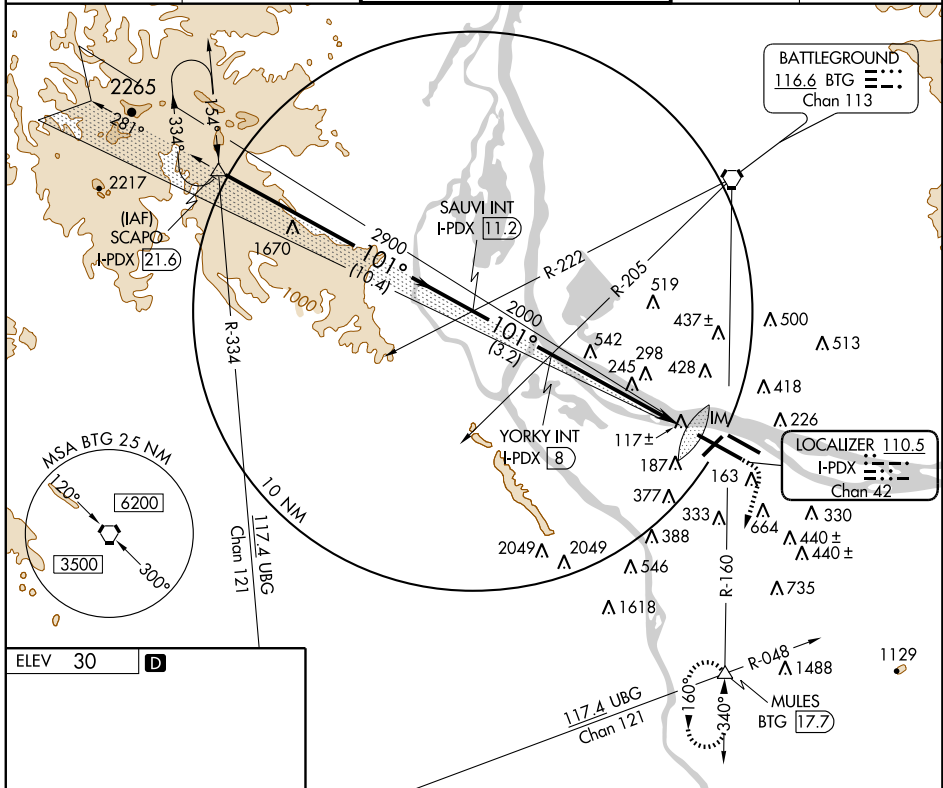 BATTLEGROUND
116.6 BTG
Chan 113
2265
281°
334°
154°
2217
(IAF)
SCAPO
I-PDX 21.6
1670
1000
2900
101°
(10.4)
SAUVI INT
I-PDX 11.2
2000
101°
(3.2)
R-222
R-205
519
437±
500
513
542
298
245
428
418
226
IM
117±
YORKY INT
I-PDX 8
LOCALIZER 110.5
I-PDX
Chan 42
187
163
377
333
664
330
388
440 ±
440 ±
2049
2049
546
735
1618
R-334
10 NM
117.4 UBG
Chan 121
MSA BTG 25 NM
120°
6200
3500
300°
R-160
R-048
1488
1129
160°
340°
MULES
BTG 17.7
117.4 UBG
Chan 121
ELEV 30 D